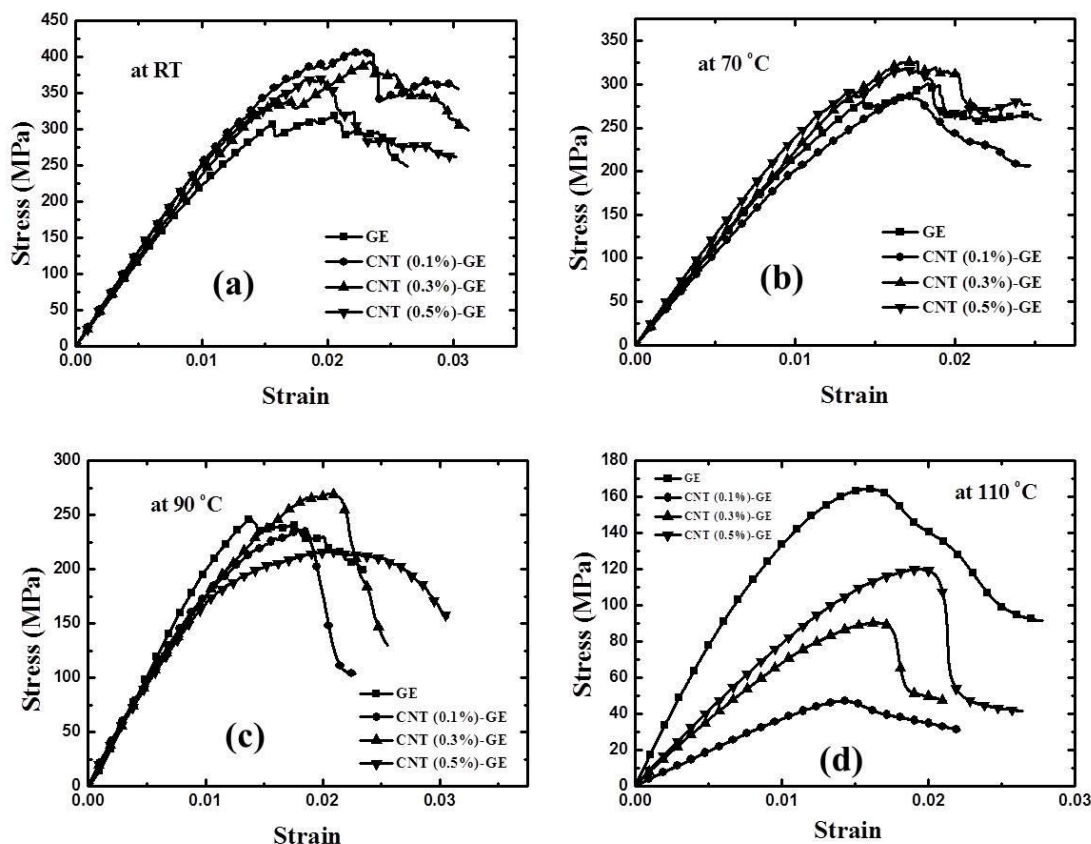 450
400
350
300
250
200
150
100
50
0
Stress (MPa)
at RT
GE
CNT (0.1%)-GE
CNT (0.3%)-GE
CNT (0.5%)-GE
(a)
0.00 0.01 0.02 0.03
Strain
350
325
300
275
250
225
200
175
150
125
100
75
50
25
0
Stress (MPa)
at 70 °C
GE
CNT (0.1%)-GE
CNT (0.3%)-GE
CNT (0.5%)-GE
(b)
0.00 0.01 0.02
Strain
300
250
200
150
100
50
0
Stress (MPa)
at 90 °C
GE
CNT (0.1%)-GE
CNT (0.3%)-GE
CNT (0.5%)-GE
(c)
0.00 0.01 0.02 0.03
Strain
180
160
140
120
100
80
60
40
20
0
Stress (MPa)
GE
CNT (0.1%)-GE
CNT (0.3%)-GE
CNT (0.5%)-GE
at 110 °C
(d)
0.00 0.01 0.02 0.03
Strain